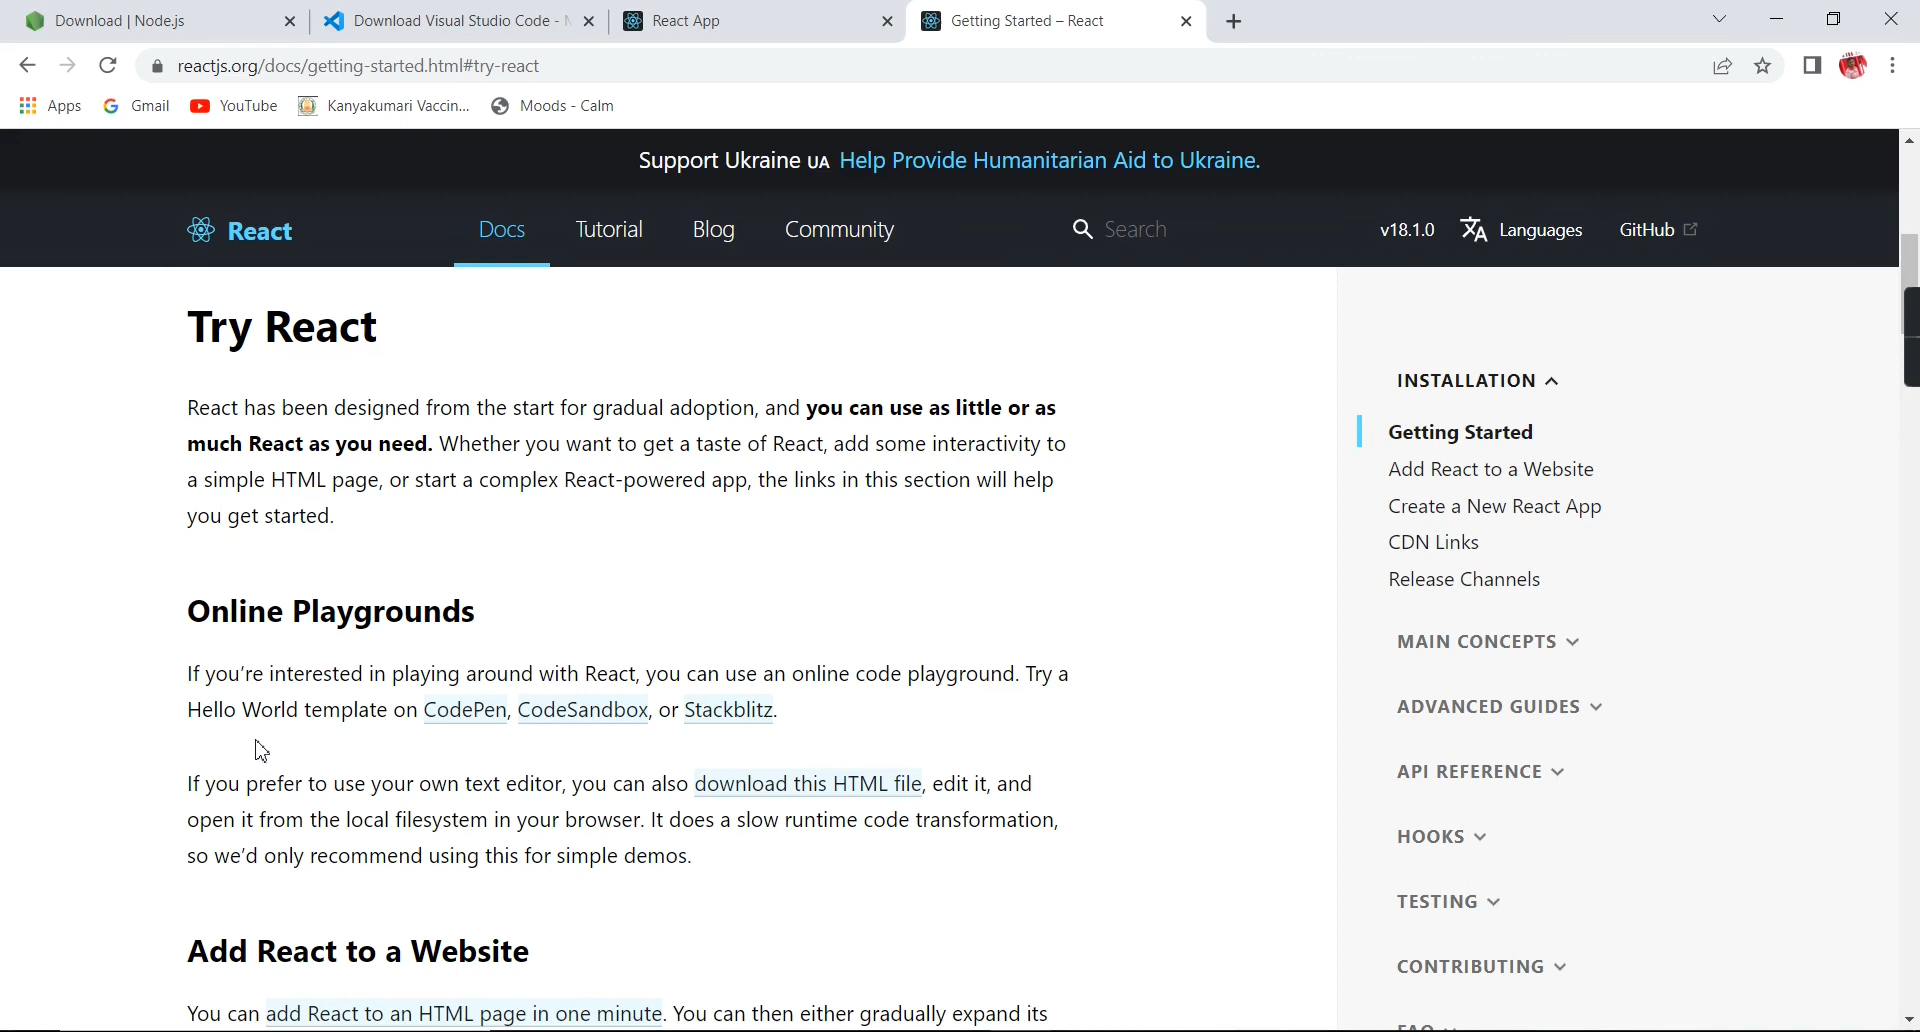 Download | Node.js
Download Visual Studio Code -
React App
Getting Started – React
reactjs.org/docs/getting-started.html#try-react
Apps
Gmail
YouTube
Kanyakumari Vaccin...
Moods - Calm
Support Ukraine UA Help Provide Humanitarian Aid to Ukraine.
React
Docs
Tutorial
Blog
Community
Search
v18.1.0
Languages
GitHub
Try React
React has been designed from the start for gradual adoption, and you can use as little or as
much React as you need. Whether you want to get a taste of React, add some interactivity to
a simple HTML page, or start a complex React-powered app, the links in this section will help
you get started.
Online Playgrounds
If you're interested in playing around with React, you can use an online code playground. Try a
Hello World template on CodePen, CodeSandbox, or Stackblitz.
If you prefer to use your own text editor, you can also download this HTML file, edit it, and
open it from the local filesystem in your browser. It does a slow runtime code transformation,
so we'd only recommend using this for simple demos.
Add React to a Website
You can add React to an HTML page in one minute. You can then either gradually expand its
INSTALLATION
Getting Started
Add React to a Website
Create a New React App
CDN Links
Release Channels
MAIN CONCEPTS
ADVANCED GUIDES
API REFERENCE
HOOKS
TESTING
CONTRIBUTING
FAQ